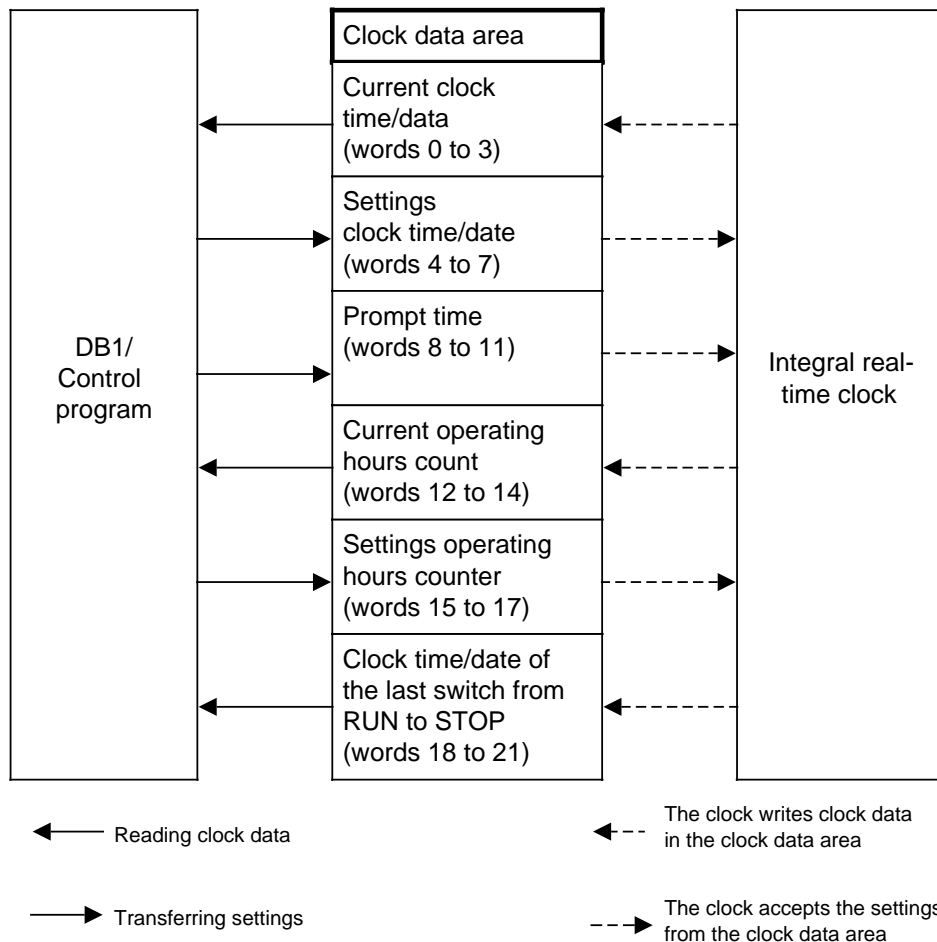 Clock data area
Current clock
time/data
(words 0 to 3)
Settings
clock time/date
(words 4 to 7)
Prompt time
(words 8 to 11)
DB1/
Control
program
Integral real-
time clock
Current operating
hours count
(words 12 to 14)
Settings operating
hours counter
(words 15 to 17)
Clock time/date of
the last switch from
RUN to STOP
(words 18 to 21)
Reading clock data
The clock writes clock data
in the clock data area
Transferring settings
The clock accepts the settings
from the clock data area